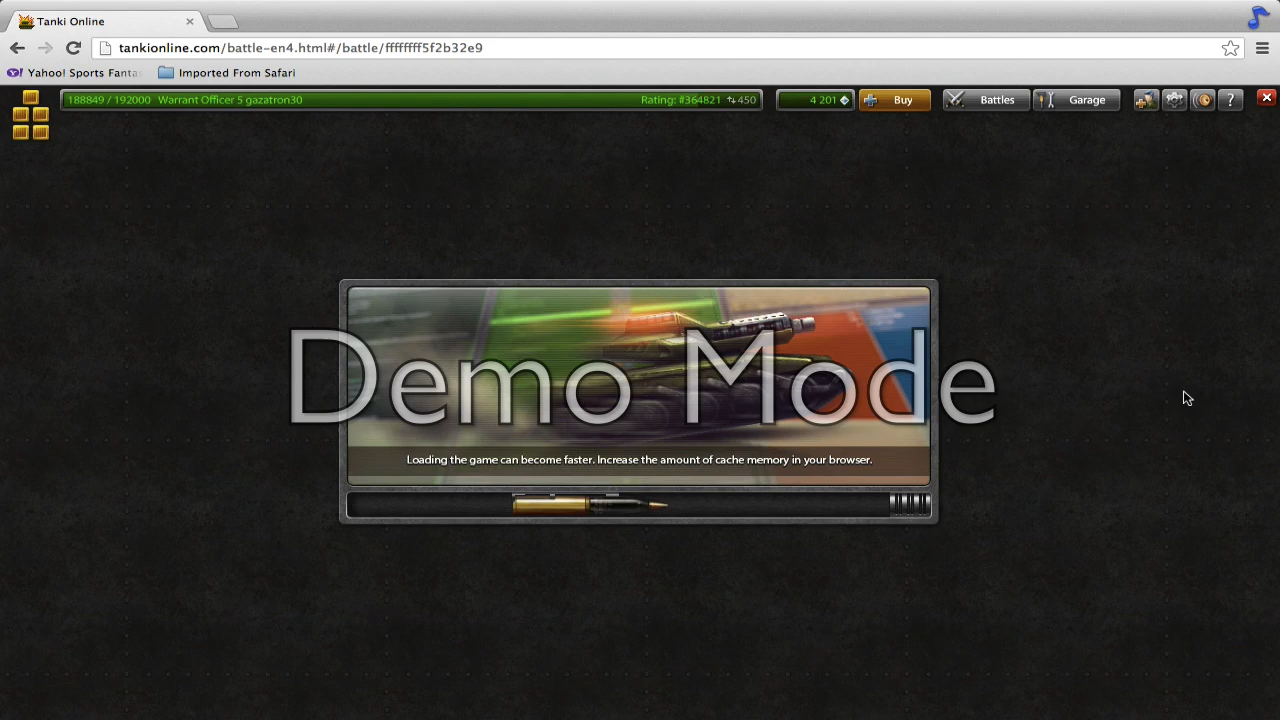 Tanki Online
tankionline.com/battle-en4.html#/battle/ffffffff5f2b32e9
Yahoo! Sports Fanta
Imported From Safari
188849 / 192000 Warrant Officer 5 gazatron30
Rating: #364821 ⇅450
4 201
Buy
Battles
Garage
?
Demo Mode
Loading the game can become faster. Increase the amount of cache memory in your browser.